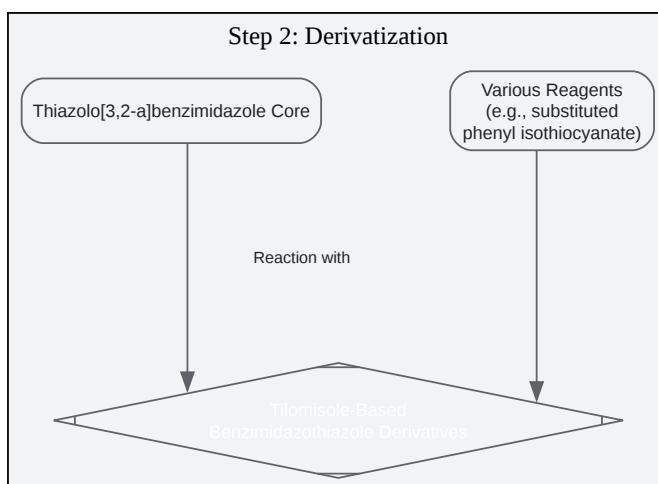 Step 2: Derivatization
Thiazolo[3,2-a]benzimidazole Core
Various Reagents
(e.g., substituted
phenyl isothiocyanate)
Reaction with
Tilomisole-Based
Benzimidazothiazole Derivatives